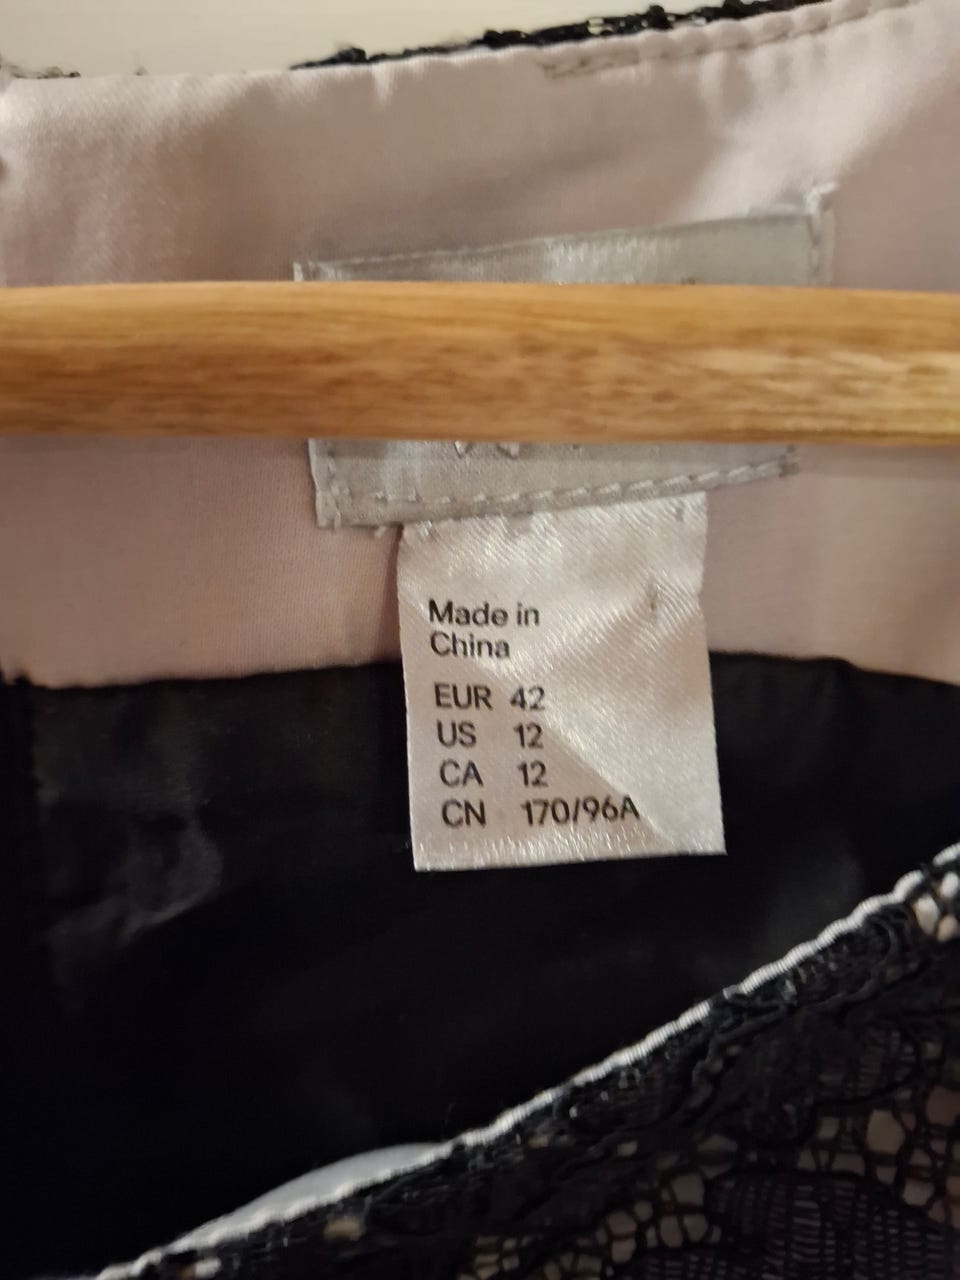 Made in
China
EUR 42
US 12
CA 12
CN 170/96A